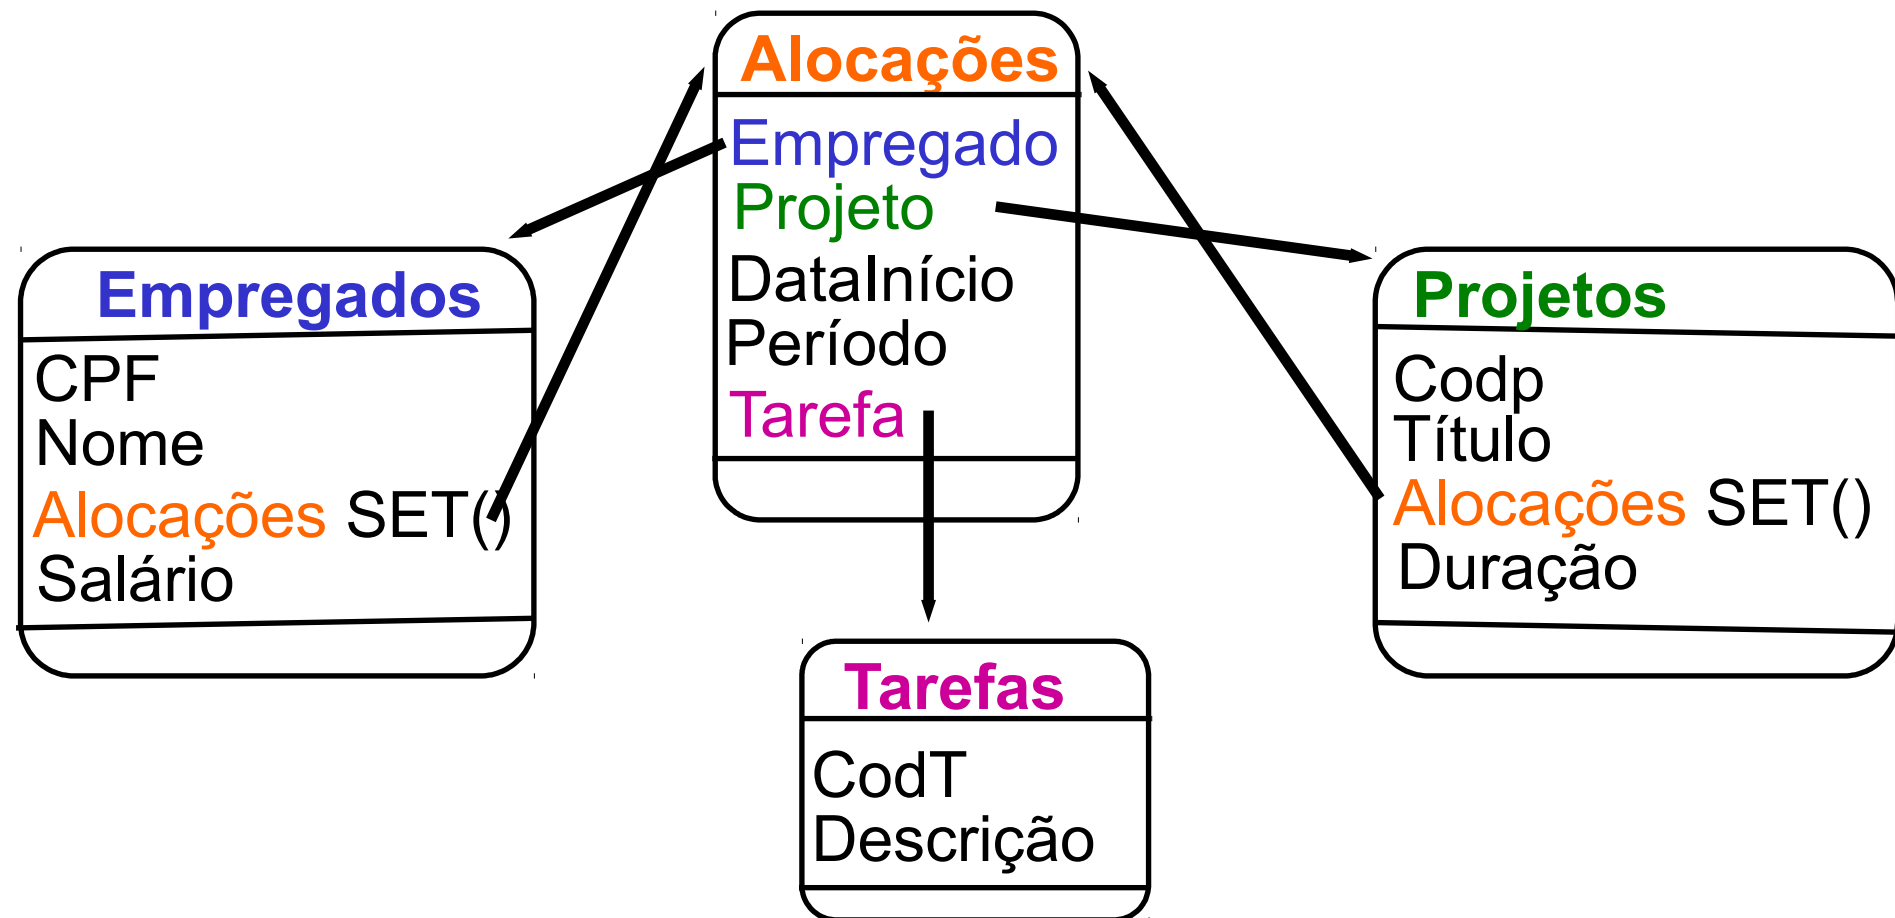 Alocações
Empregado
Projeto
DataInício
Período
Tarefa
Empregados
CPF
Nome
Alocações SET()
Salário
Projetos
Codp
Título
Alocações SET()
Duração
Tarefas
CodT
Descrição